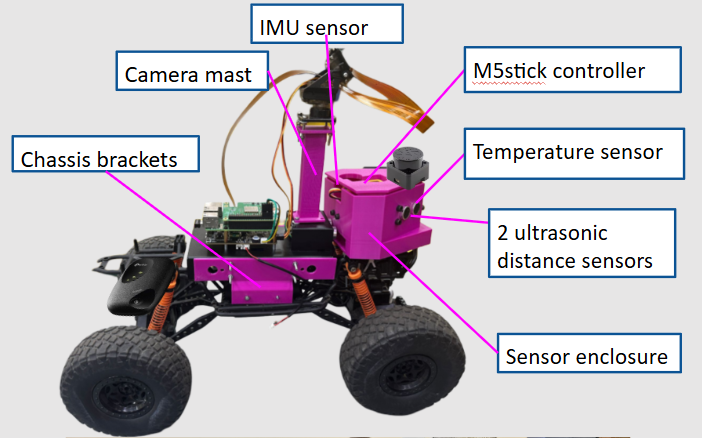 IMU sensor
Camera mast
M5stick controller
Chassis brackets
Temperature sensor
2 ultrasonic
distance sensors
Sensor enclosure